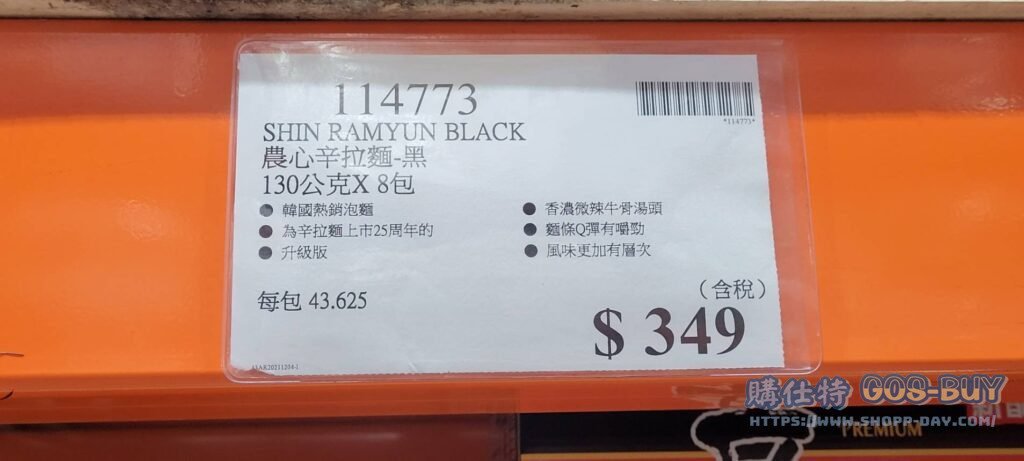 114773
*114773*
SHIN RAMYUN BLACK
農心辛拉麵-黑
130公克X 8包
韓國熱銷泡麵
為辛拉麵上市25周年的
升級版
香濃微辣牛骨湯頭
麵條Q彈有嚼勁
風味更加有層次
每包 43.625
(含稅)
$ 349
購仕特 GOS-BUY
HTTPS://WWW.SHOPR-DAY.COM/
PREMIUM